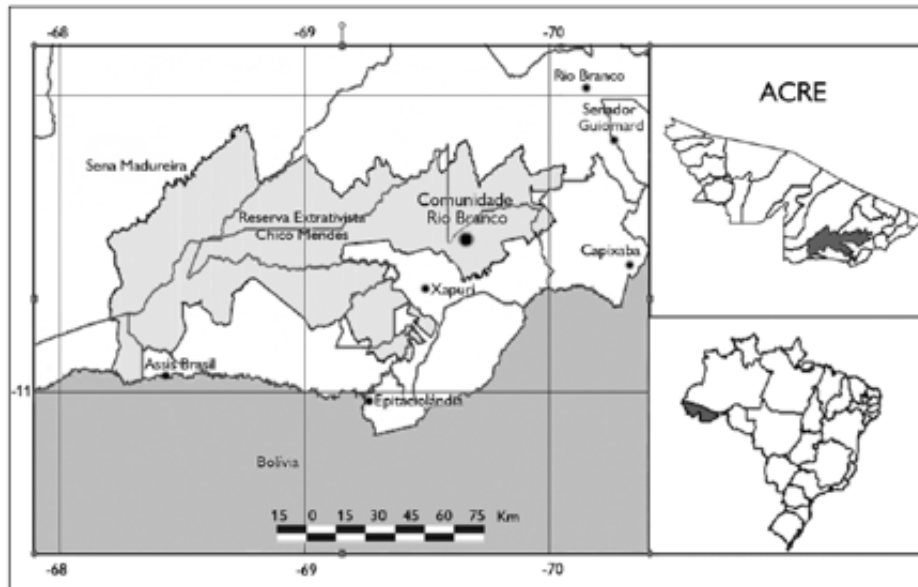 -68
-69
-70
Rio Branco
Senador
Guiomard
Sena Madureira
Comunidade
Rio Branco
Reserva Extrativista
Chico Mendes
Capixaba
Xapuri
Assis Brasil
-11
Epitaciolândia
Bolívia
15 0 15 30 45 60 75 Km
-68
-69
-70
ACRE